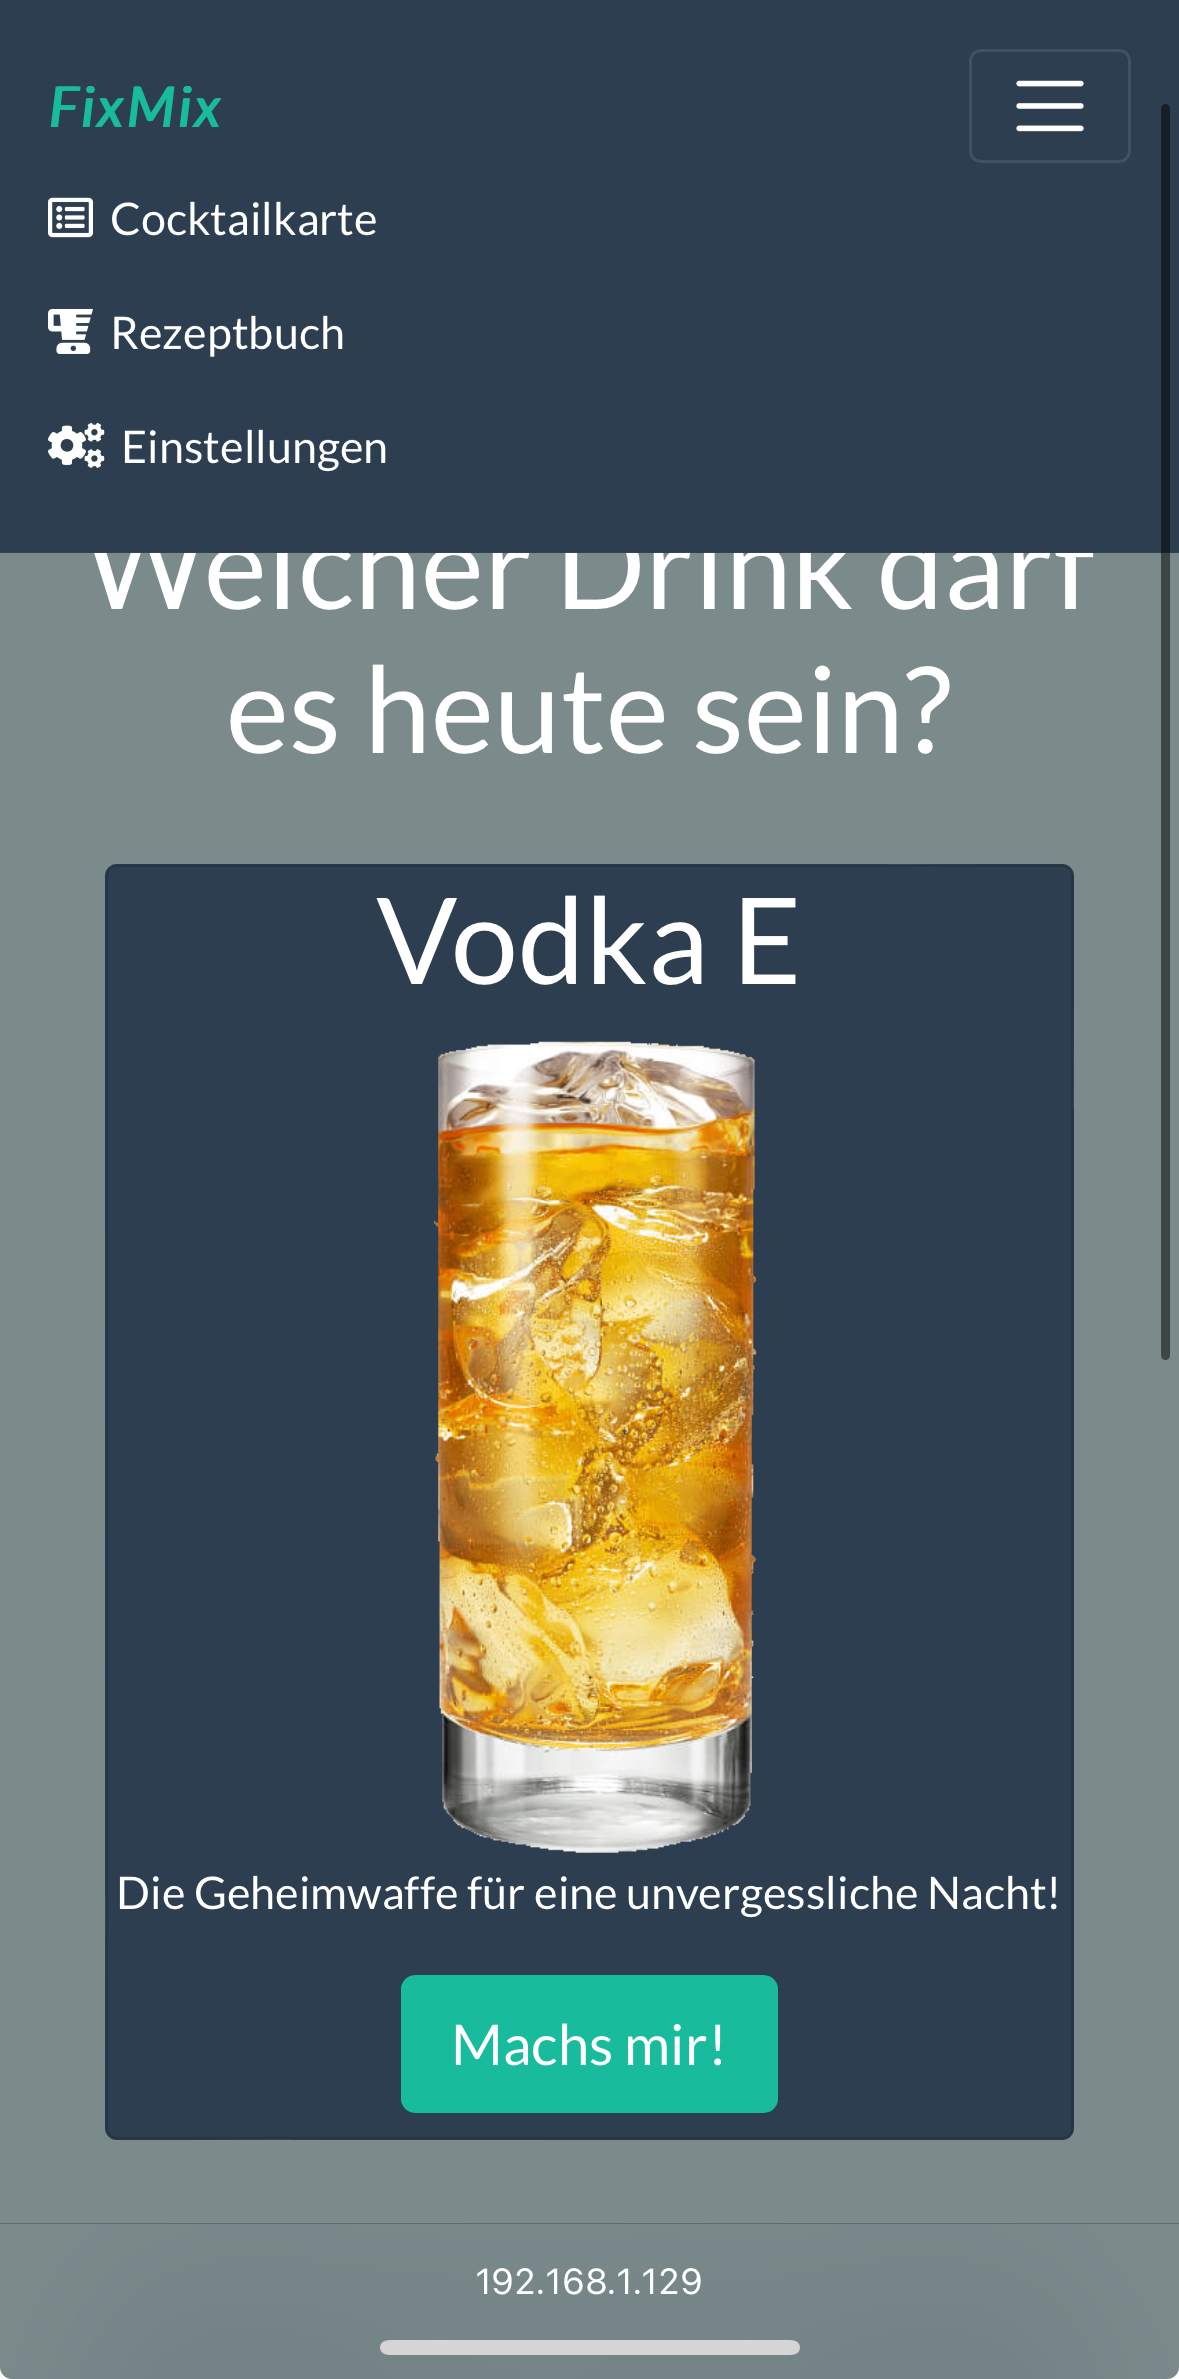 FixMix
Cocktailkarte
Rezeptbuch
Einstellungen
Welcher Drink darf
es heute sein?
Vodka E
Die Geheimwaffe für eine unvergessliche Nacht!
Machs mir!
192.168.1.129